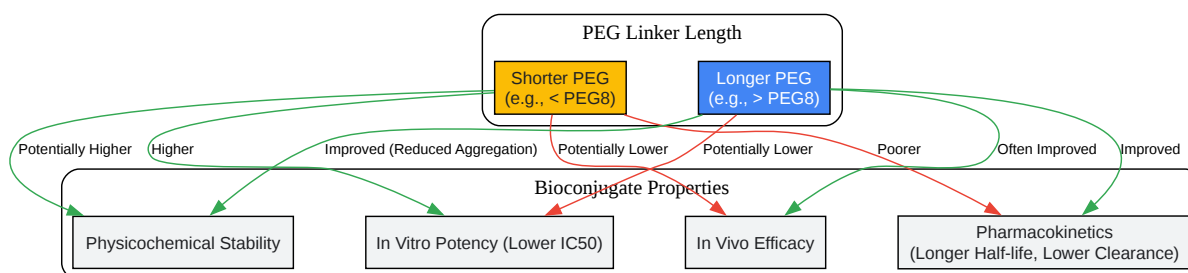 PEG Linker Length
Shorter PEG
(e.g., < PEG8)
Longer PEG
(e.g., > PEG8)
Potentially Higher
Higher
Improved (Reduced Aggregation)
Potentially Lower
Potentially Lower
Poorer
Often Improved
Improved
Bioconjugate Properties
Physicochemical Stability
In Vitro Potency (Lower IC50)
In Vivo Efficacy
Pharmacokinetics
(Longer Half-life, Lower Clearance)